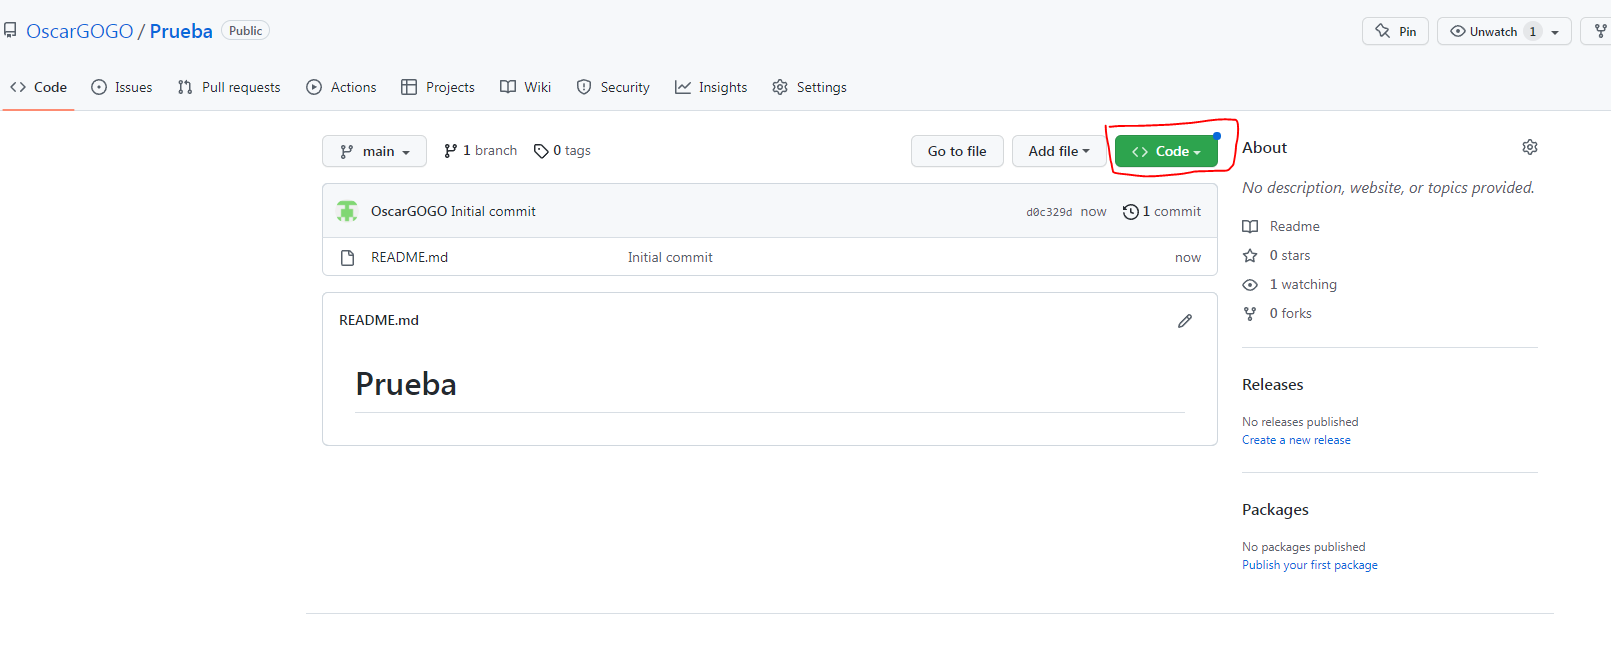 OscarGOGO / Prueba Public
Pin Unwatch 1
Code Issues Pull requests Actions Projects Wiki Security Insights Settings
main 1 branch 0 tags Go to file Add file Code
OscarGOGO Initial commit d0c329d now 1 commit
README.md Initial commit now
README.md
Prueba
About
No description, website, or topics provided.
Readme
0 stars
1 watching
0 forks
Releases
No releases published
Create a new release
Packages
No packages published
Publish your first package